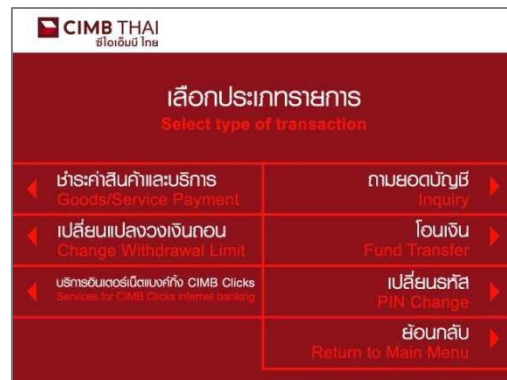 CIMB THAI
ซีไอเอ็มบี ไทย
เลือกประเภทรายการ
Select type of transaction
ชำระค่าสินค้าและบริการ
Goods/Service Payment
ถามยอดบัญชี
Inquiry
เปลี่ยนแปลงวงเงินถอน
Change Withdrawal Limit
โอนเงิน
Fund Transfer
บริการอินเตอร์เน็ตแบงค์กิ้ง CIMB Clicks
Services for CIMB Clicks internet banking
เปลี่ยนรหัส
PIN Change
ย้อนกลับ
Return to Main Menu